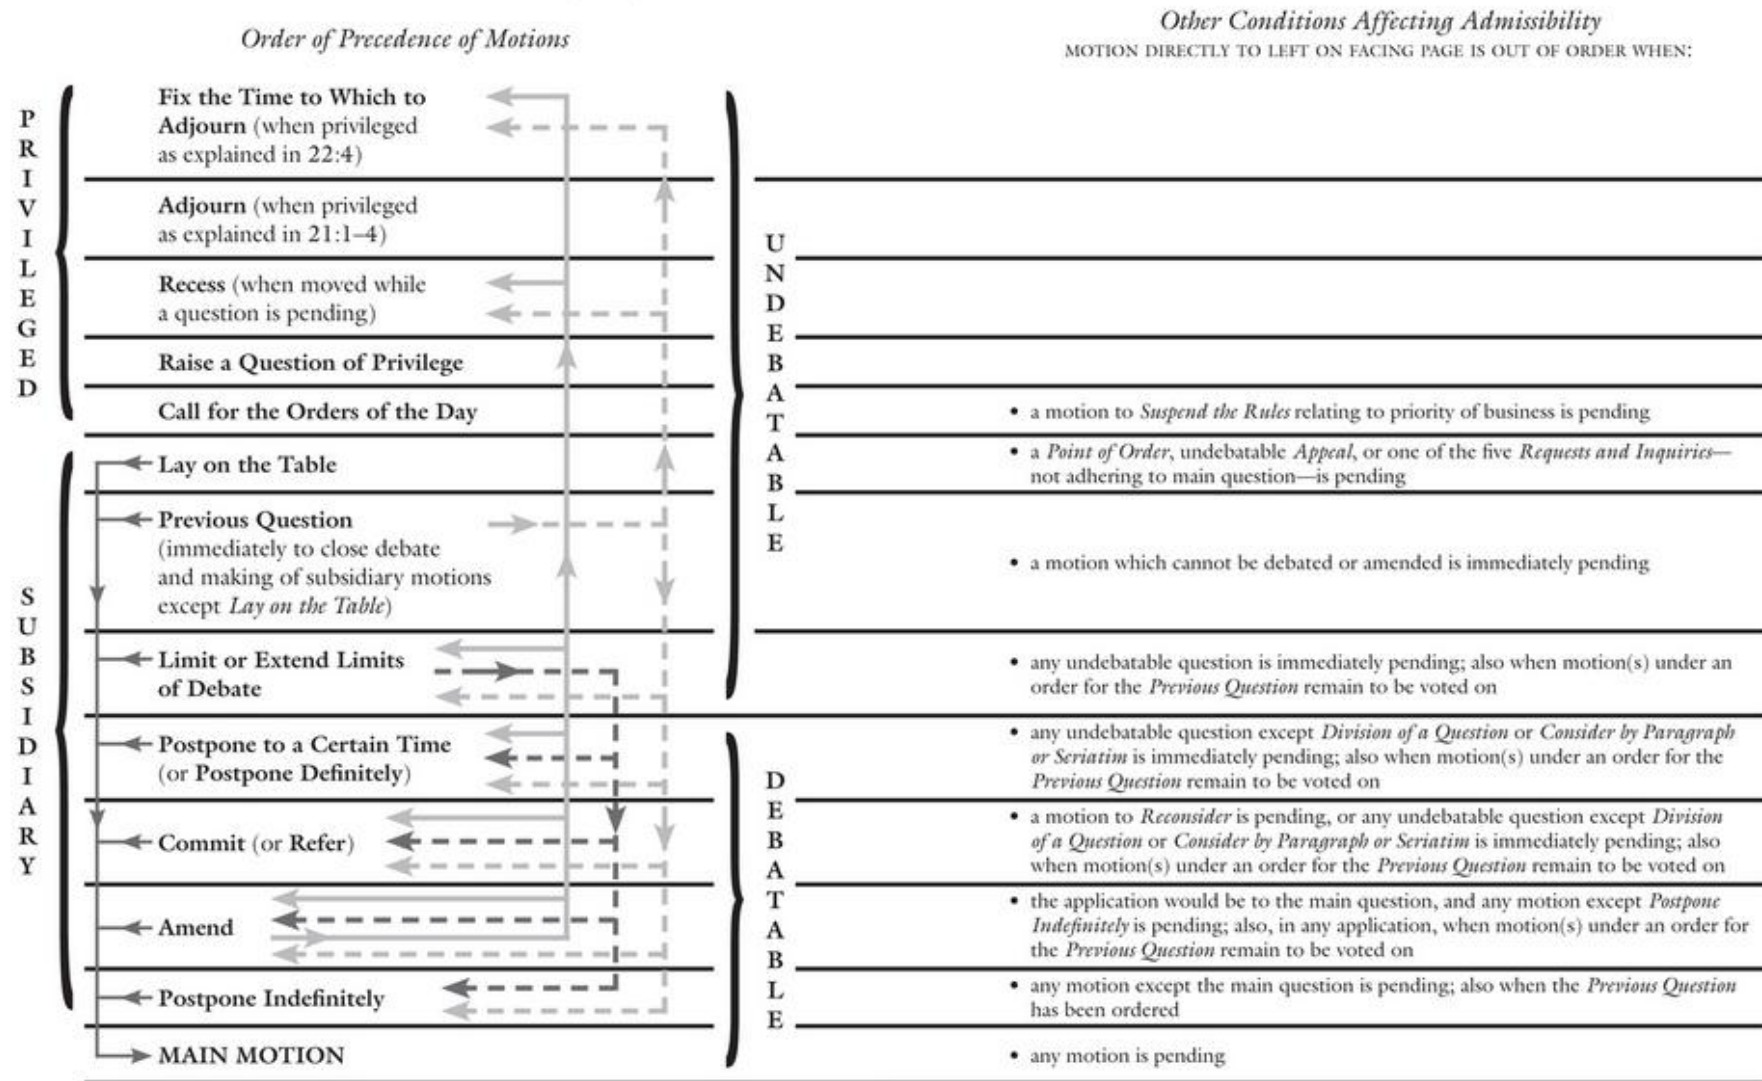 Order of Precedence of Motions
Other Conditions Affecting Admissibility
MOTION DIRECTLY TO LEFT ON FACING PAGE IS OUT OF ORDER WHEN:
PRIVILEGED
Fix the Time to Which to
Adjourn (when privileged
as explained in 22:4)
Adjourn (when privileged
as explained in 21:1–4)
Recess (when moved while
a question is pending)
Raise a Question of Privilege
Call for the Orders of the Day
SUBSIDIARY
Lay on the Table
Previous Question
(immediately to close debate
and making of subsidiary motions
except Lay on the Table)
Limit or Extend Limits
of Debate
Postpone to a Certain Time
(or Postpone Definitely)
Commit (or Refer)
Amend
Postpone Indefinitely
MAIN MOTION
UNDEBATABLE
DEBATABLE
• a motion to Suspend the Rules relating to priority of business is pending
• a Point of Order, undebatable Appeal, or one of the five Requests and Inquiries—
not adhering to main question—is pending
• a motion which cannot be debated or amended is immediately pending
• any undebatable question is immediately pending; also when motion(s) under an
order for the Previous Question remain to be voted on
• any undebatable question except Division of a Question or Consider by Paragraph
or Seriatim is immediately pending; also when motion(s) under an order for the
Previous Question remain to be voted on
• a motion to Reconsider is pending, or any undebatable question except Division
of a Question or Consider by Paragraph or Seriatim is immediately pending; also
when motion(s) under an order for the Previous Question remain to be voted on
• the application would be to the main question, and any motion except Postpone
Indefinitely is pending; also, in any application, when motion(s) under an order for
the Previous Question remain to be voted on
• any motion except the main question is pending; also when the Previous Question
has been ordered
• any motion is pending